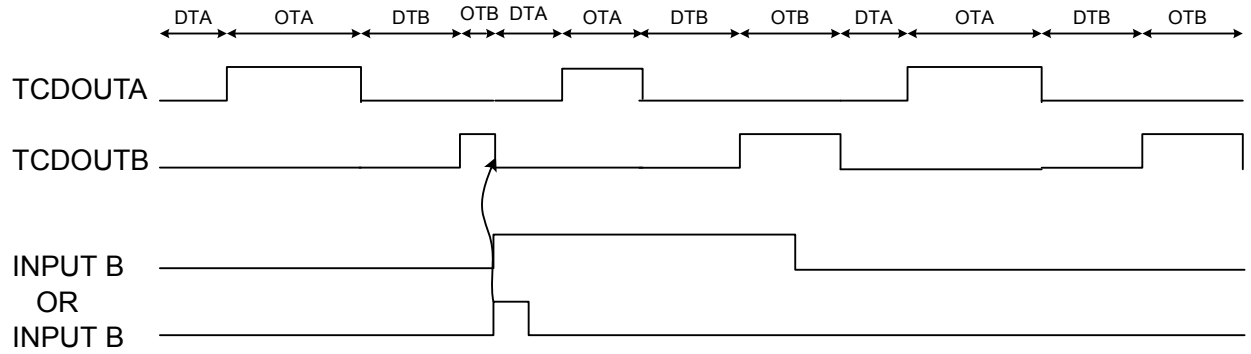 DTA OTA DTB OTB DTA OTA DTB OTB DTA OTA DTB OTB
TCDOUTA
TCDOUTB
INPUT B
OR
INPUT B